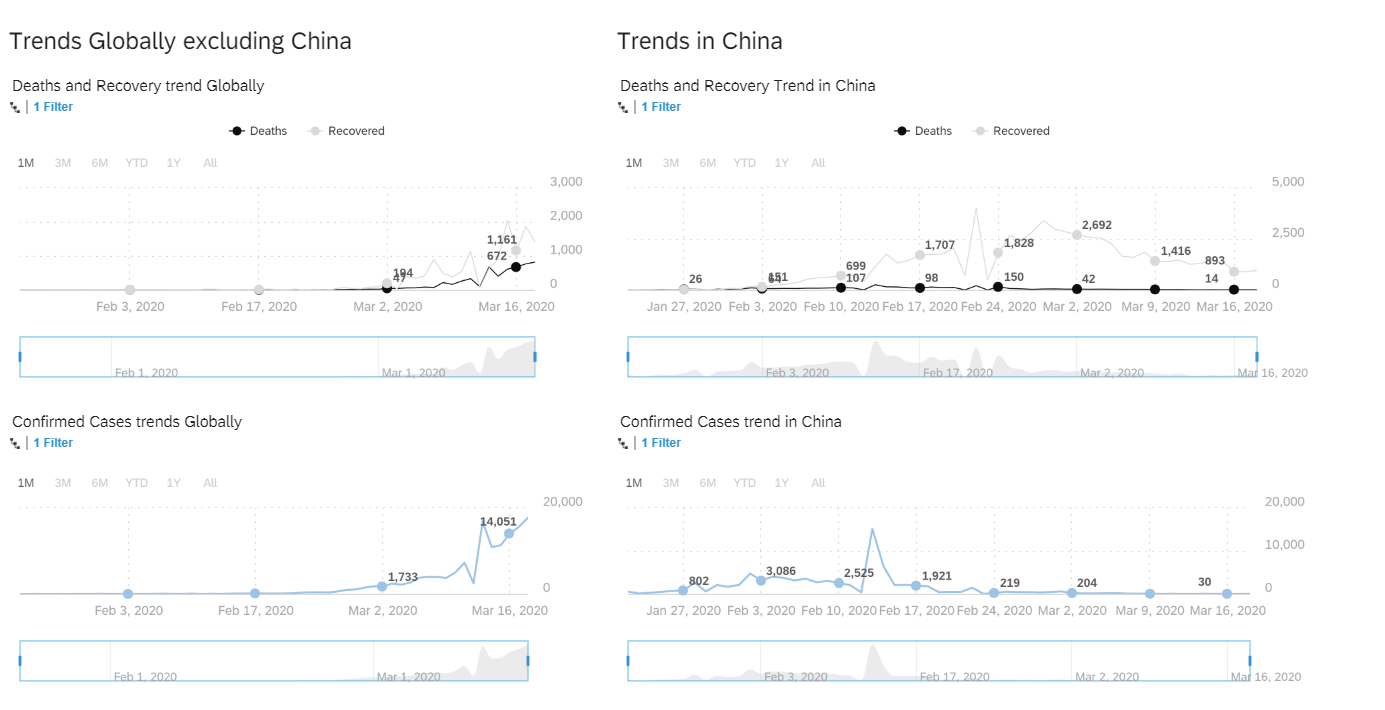 Trends Globally excluding China
Deaths and Recovery trend Globally
1 Filter
Deaths Recovered
1M 3M 6M YTD 1Y All
3,000
2,000
1,000
0
1,161
672
194
47
Feb 3, 2020 Feb 17, 2020 Mar 2, 2020 Mar 16, 2020
Feb 1, 2020 Mar 1, 2020
Confirmed Cases trends Globally
1 Filter
1M 3M 6M YTD 1Y All
20,000
0
14,051
1,733
Feb 3, 2020 Feb 17, 2020 Mar 2, 2020 Mar 16, 2020
Feb 1, 2020 Mar 1, 2020
Trends in China
Deaths and Recovery Trend in China
1 Filter
Deaths Recovered
1M 3M 6M YTD 1Y All
5,000
2,500
0
26 151 699 1,707 1,828 2,692 1,416 893
64 107 98 150 42 14
Jan 27, 2020 Feb 3, 2020 Feb 10, 2020 Feb 17, 2020 Feb 24, 2020 Mar 2, 2020 Mar 9, 2020 Mar 16, 2020
Feb 3, 2020 Feb 17, 2020 Mar 2, 2020 Mar 16, 2020
Confirmed Cases trend in China
1 Filter
1M 3M 6M YTD 1Y All
20,000
10,000
0
802 3,086 2,525 1,921 219 204 30
Jan 27, 2020 Feb 3, 2020 Feb 10, 2020 Feb 17, 2020 Feb 24, 2020 Mar 2, 2020 Mar 9, 2020 Mar 16, 2020
Feb 3, 2020 Feb 17, 2020 Mar 2, 2020 Mar 16, 2020